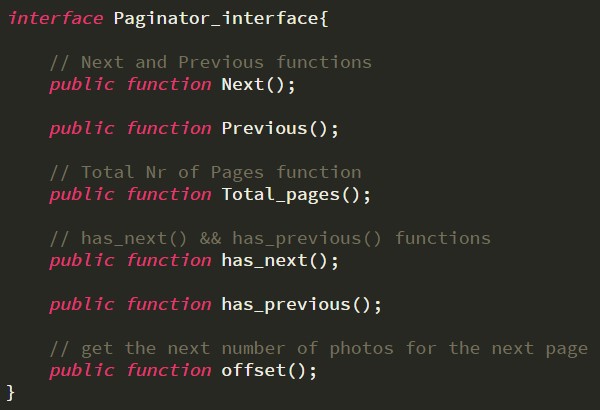 interface Paginator_interface{
// Next and Previous functions
public function Next();
public function Previous();
// Total Nr of Pages function
public function Total_pages();
// has_next() && has_previous() functions
public function has_next();
public function has_previous();
// get the next number of photos for the next page
public function offset();
}